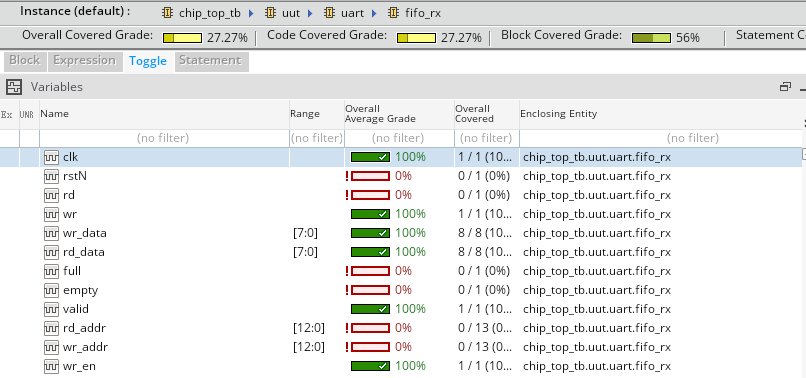 Instance (default) : chip_top_tb uut uart fifo_rx
Overall Covered Grade: 27.27% Code Covered Grade: 27.27% Block Covered Grade: 56% Statement C
Block Expression Toggle Statement
Variables
Ex UNR Name Range Overall Average Grade Overall Covered Enclosing Entity
(no filter) (no filter) (no filter) (no filter) (no filter)
clk 100% 1 / 1 (10... chip_top_tb.uut.uart.fifo_rx
rstN 0% 0 / 1 (0%) chip_top_tb.uut.uart.fifo_rx
rd 0% 0 / 1 (0%) chip_top_tb.uut.uart.fifo_rx
wr 100% 1 / 1 (10... chip_top_tb.uut.uart.fifo_rx
wr_data [7:0] 100% 8 / 8 (10... chip_top_tb.uut.uart.fifo_rx
rd_data [7:0] 100% 8 / 8 (10... chip_top_tb.uut.uart.fifo_rx
full 0% 0 / 1 (0%) chip_top_tb.uut.uart.fifo_rx
empty 0% 0 / 1 (0%) chip_top_tb.uut.uart.fifo_rx
valid 100% 1 / 1 (10... chip_top_tb.uut.uart.fifo_rx
rd_addr [12:0] 0% 0 / 13 (0... chip_top_tb.uut.uart.fifo_rx
wr_addr [12:0] 0% 0 / 13 (0... chip_top_tb.uut.uart.fifo_rx
wr_en 100% 1 / 1 (10... chip_top_tb.uut.uart.fifo_rx